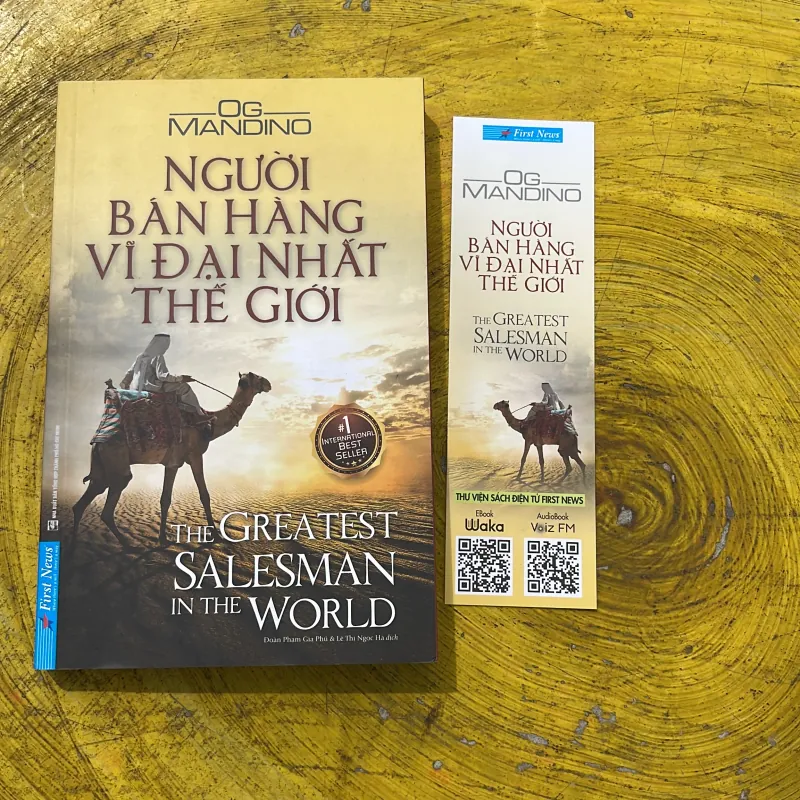 OG
MANDINO
NGƯỜI
BÁN HÀNG
VĨ ĐẠI NHẤT
THẾ GIỚI
#1
INTERNATIONAL
BEST
SELLER
THE GREATEST
SALESMAN
IN THE WORLD
Đoàn Phạm Gia Phú & Lê Thị Ngọc Hà dịch
First News
First News
OG
MANDINO
NGƯỜI
BÁN HÀNG
VĨ ĐẠI NHẤT
THẾ GIỚI
THE GREATEST
SALESMAN
IN THE WORLD
THƯ VIỆN SÁCH ĐIỆN TỬ FIRST NEWS
EBook
Waka
AudioBook
Voiz FM